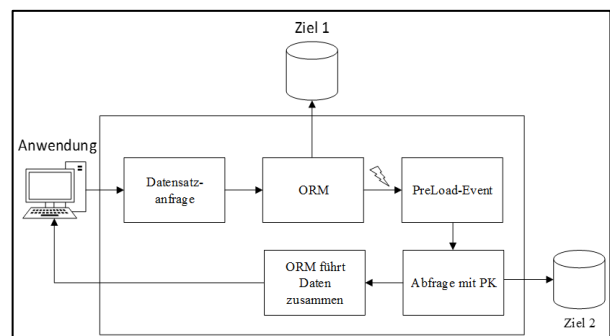 Ziel 1
Anwendung
Datensatz-
anfrage
ORM
PreLoad-Event
ORM führt
Daten
zusammen
Abfrage mit PK
Ziel 2